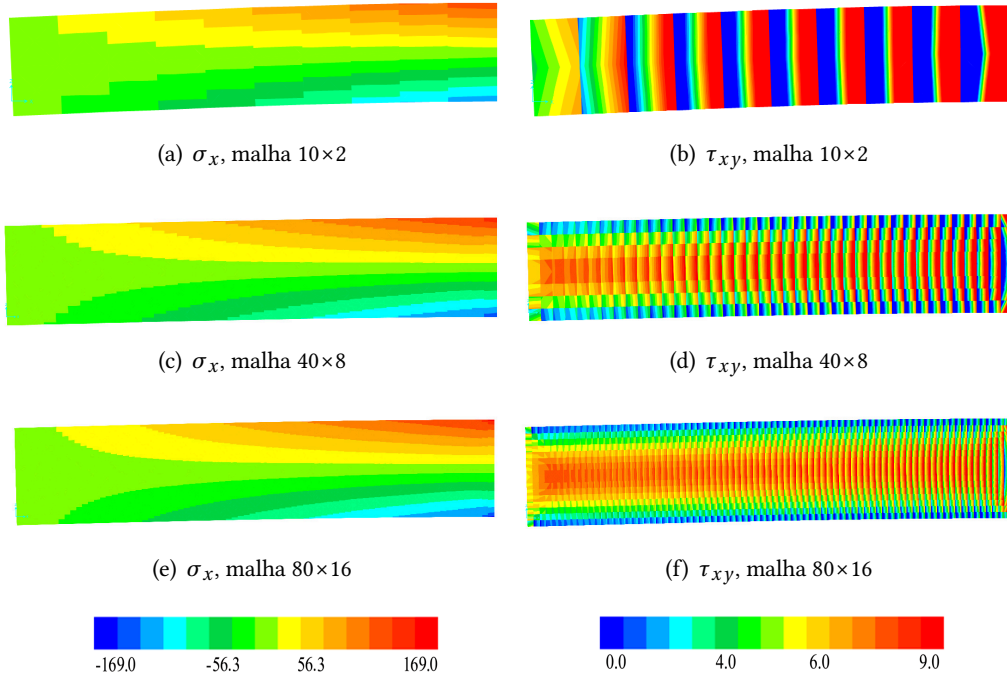 (a) σx, malha 10×2
(b) τxy, malha 10×2
(c) σx, malha 40×8
(d) τxy, malha 40×8
(e) σx, malha 80×16
(f) τxy, malha 80×16
-169.0 -56.3 56.3 169.0
0.0 4.0 6.0 9.0